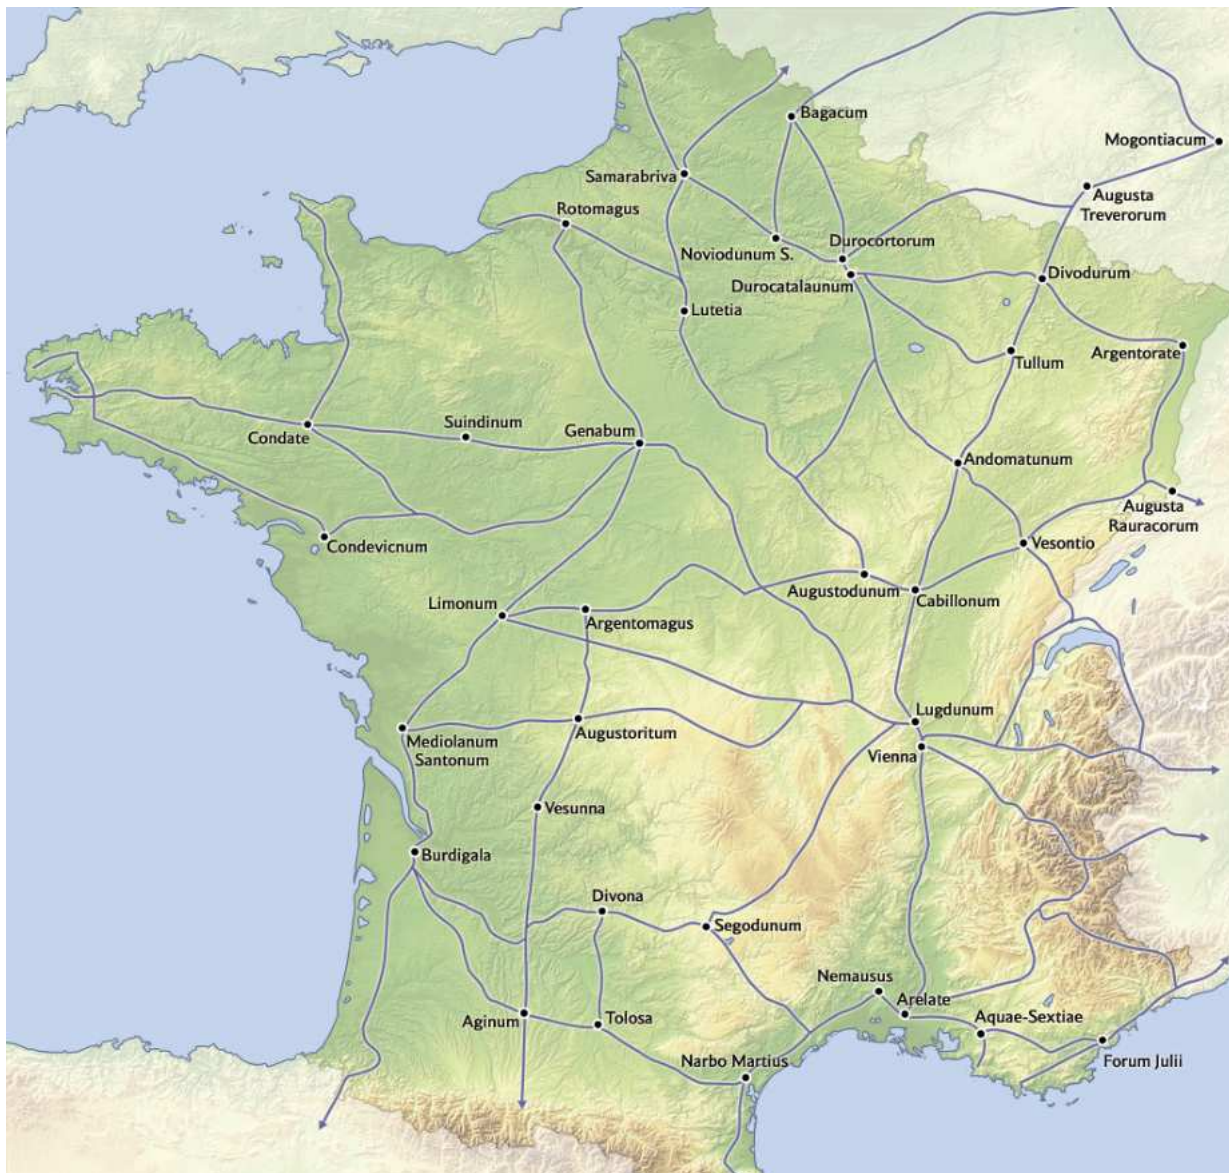 Bagacum
Mogontiacum
Samarabriva
Augusta
Treverorum
Rotomagus
Noviodunum S.
Durocortorum
Durocatalaunum
Divodurum
Lutetia
Tullum
Argentorate
Condate
Suindinum
Genabum
Andomatunum
Augusta
Rauracorum
Condevicnum
Vesontio
Augustodunum
Cabillonum
Limonum
Argentomagus
Lugdunum
Mediolanum
Santonum
Augustoritum
Vienna
Vesunna
Burdigala
Divona
Segodunum
Nemausus
Arelate
Aginum
Tolosa
Aquae-Sextiae
Narbo Martius
Forum Julii